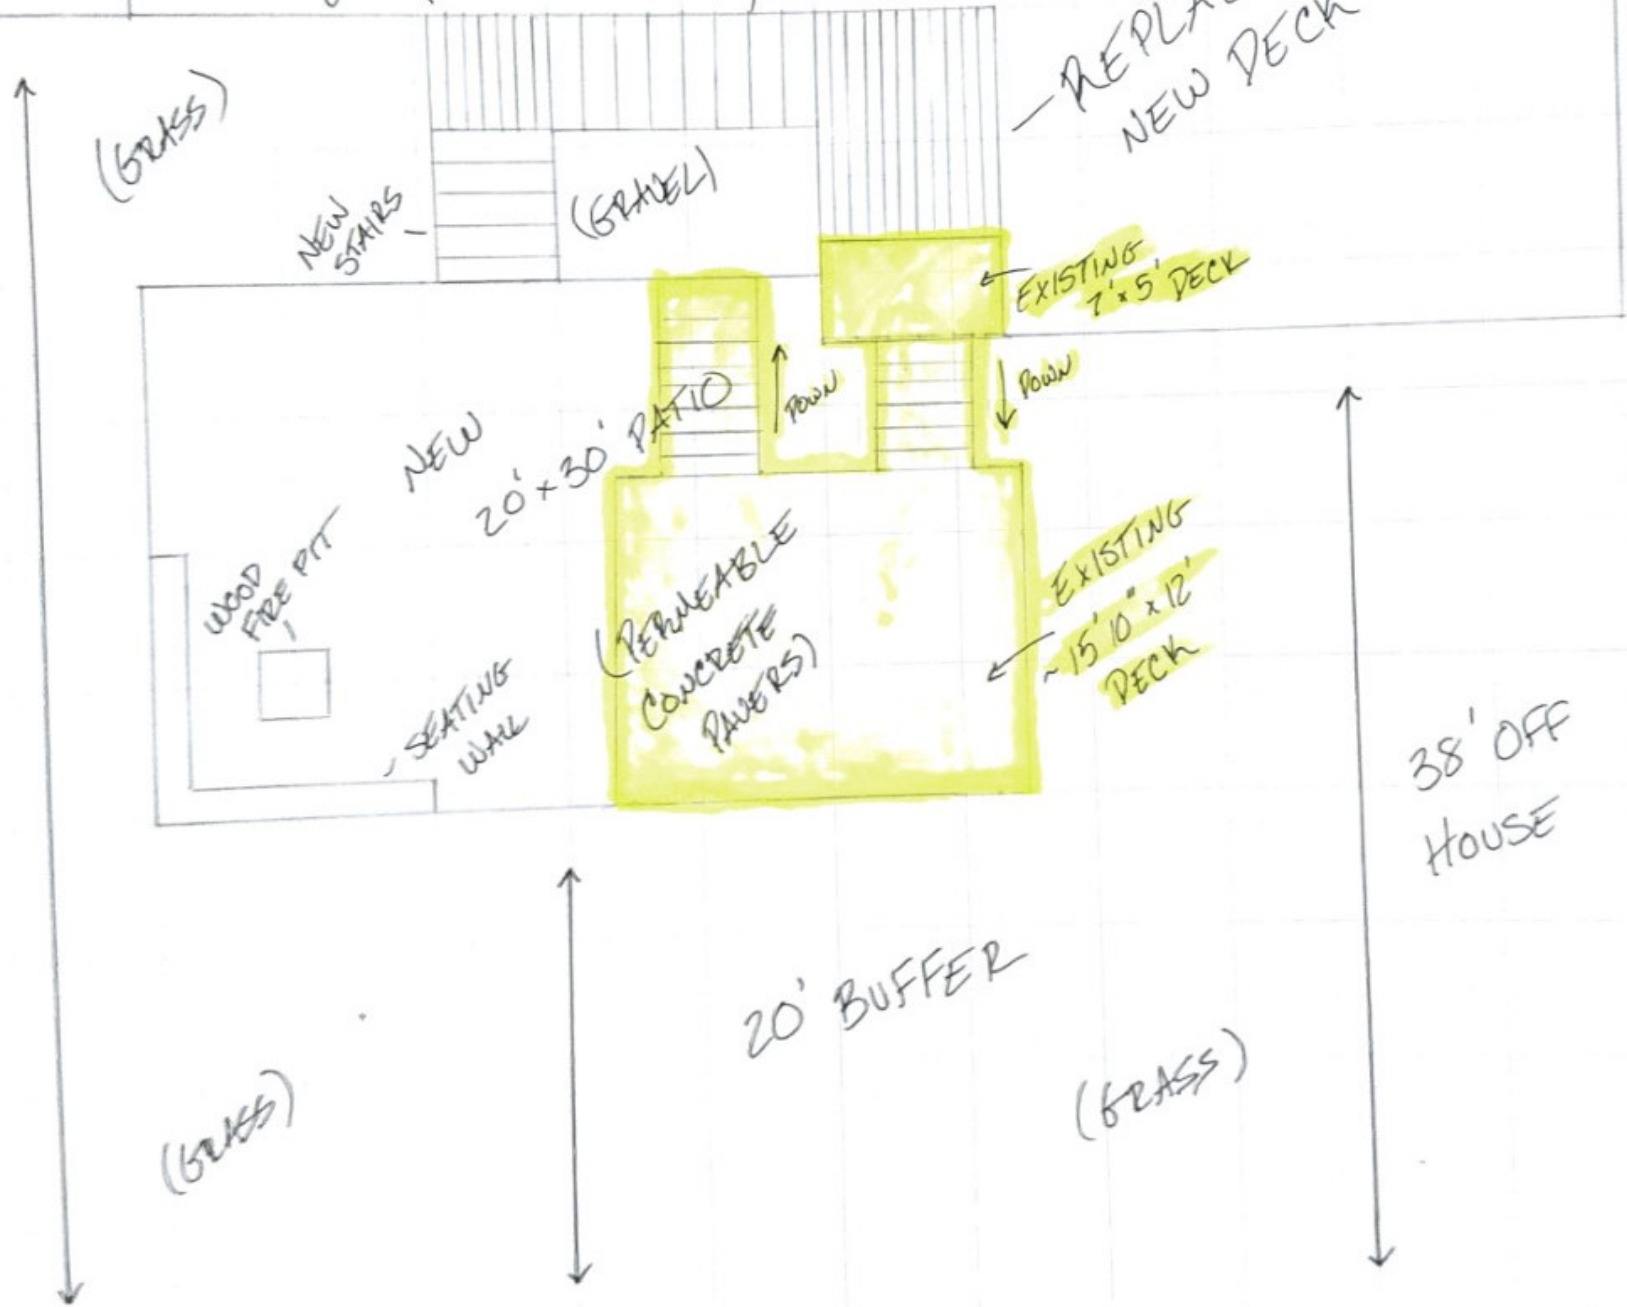 NEW DECK
(GRASS)
NEW
STAIRS
(GRAVEL)
EXISTING
7'x5' DECK
DOWN
DOWN
NEW
20'x30' PATIO
WOOD
FIRE PIT
SEATING
WALL
(PERMEABLE
CONCRETE
PAVERS)
EXISTING
~15'10"x12'
DECK
38' OFF
HOUSE
20' BUFFER
(GRASS)
(GRASS)